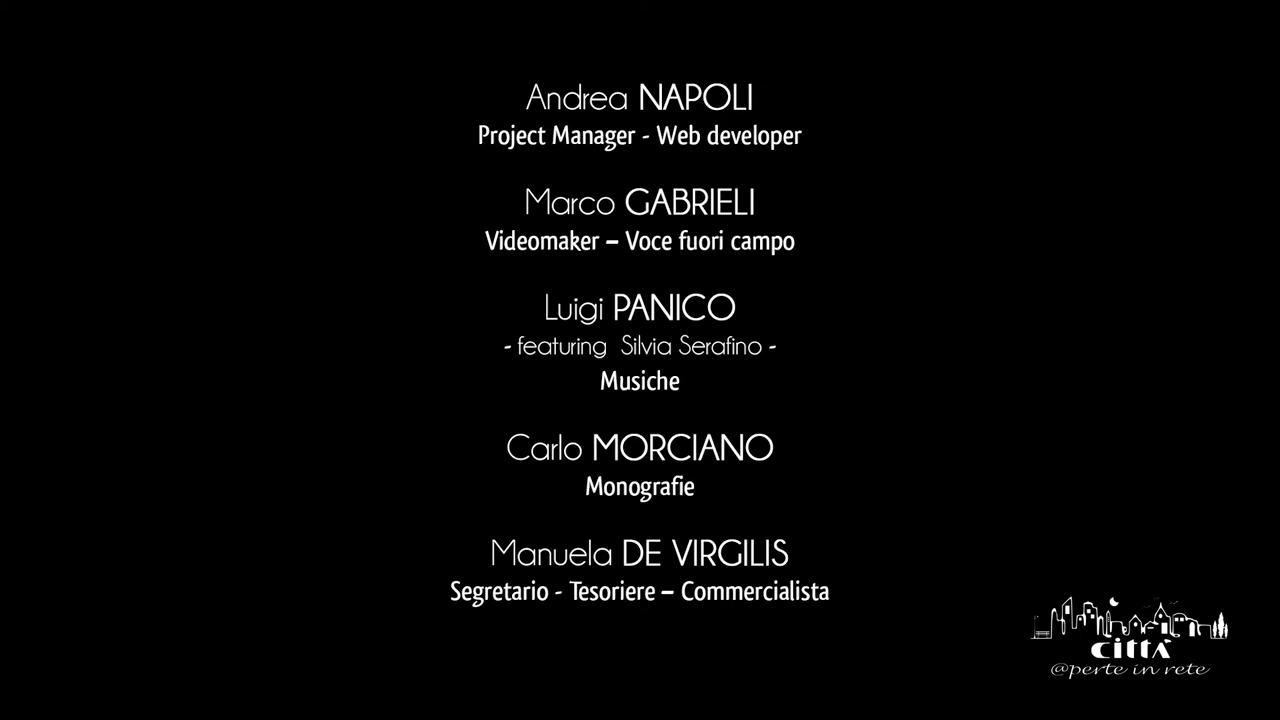 Andrea NAPOLI
Project Manager - Web developer
Marco GABRIELI
Videomaker – Voce fuori campo
Luigi PANICO
- featuring Silvia Serafino -
Musiche
Carlo MORCIANO
Monografie
Manuela DE VIRGILIS
Segretario - Tesoriere – Commercialista
CITTÀ
@perte in rete